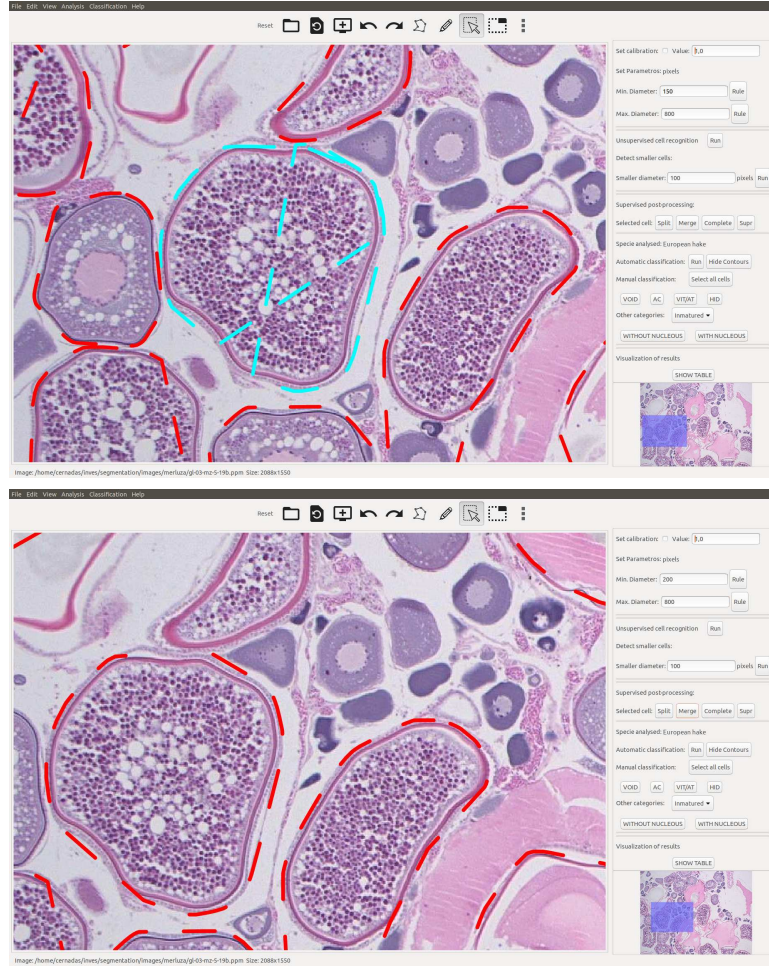 File Edit View Analysis Classification Help
Reset
Set calibration: Value: 1,0
Set Parametros: pixels
Min. Diameter: 150 Rule
Max. Diameter: 800 Rule
Unsupervised cell recognition Run
Detect smaller cells:
Smaller diameter: 100 pixels Run
Supervised post-processing:
Selected cell: Split Merge Complete Supr
Specie analysed: European hake
Automatic classification: Run Hide Contours
Manual classification: Select all cells
VOID AC VIT/AT HID
Other categories: Inmatured
WITHOUT NUCLEOUS WITH NUCLEOUS
Visualization of results
SHOW TABLE
Image: /home/cernadas/inves/segmentation/images/merluza/gl-03-mz-5-19b.ppm Size: 2088x1550
File Edit View Analysis Classification Help
Reset
Set calibration: Value: 1,0
Set Parametros: pixels
Min. Diameter: 200 Rule
Max. Diameter: 800 Rule
Unsupervised cell recognition Run
Detect smaller cells:
Smaller diameter: 100 pixels Run
Supervised post-processing:
Selected cell: Split Merge Complete Supr
Specie analysed: European hake
Automatic classification: Run Hide Contours
Manual classification: Select all cells
VOID AC VIT/AT HID
Other categories: Inmatured
WITHOUT NUCLEOUS WITH NUCLEOUS
Visualization of results
SHOW TABLE
Image: /home/cernadas/inves/segmentation/images/merluza/gl-03-mz-5-19b.ppm Size: 2088x1550